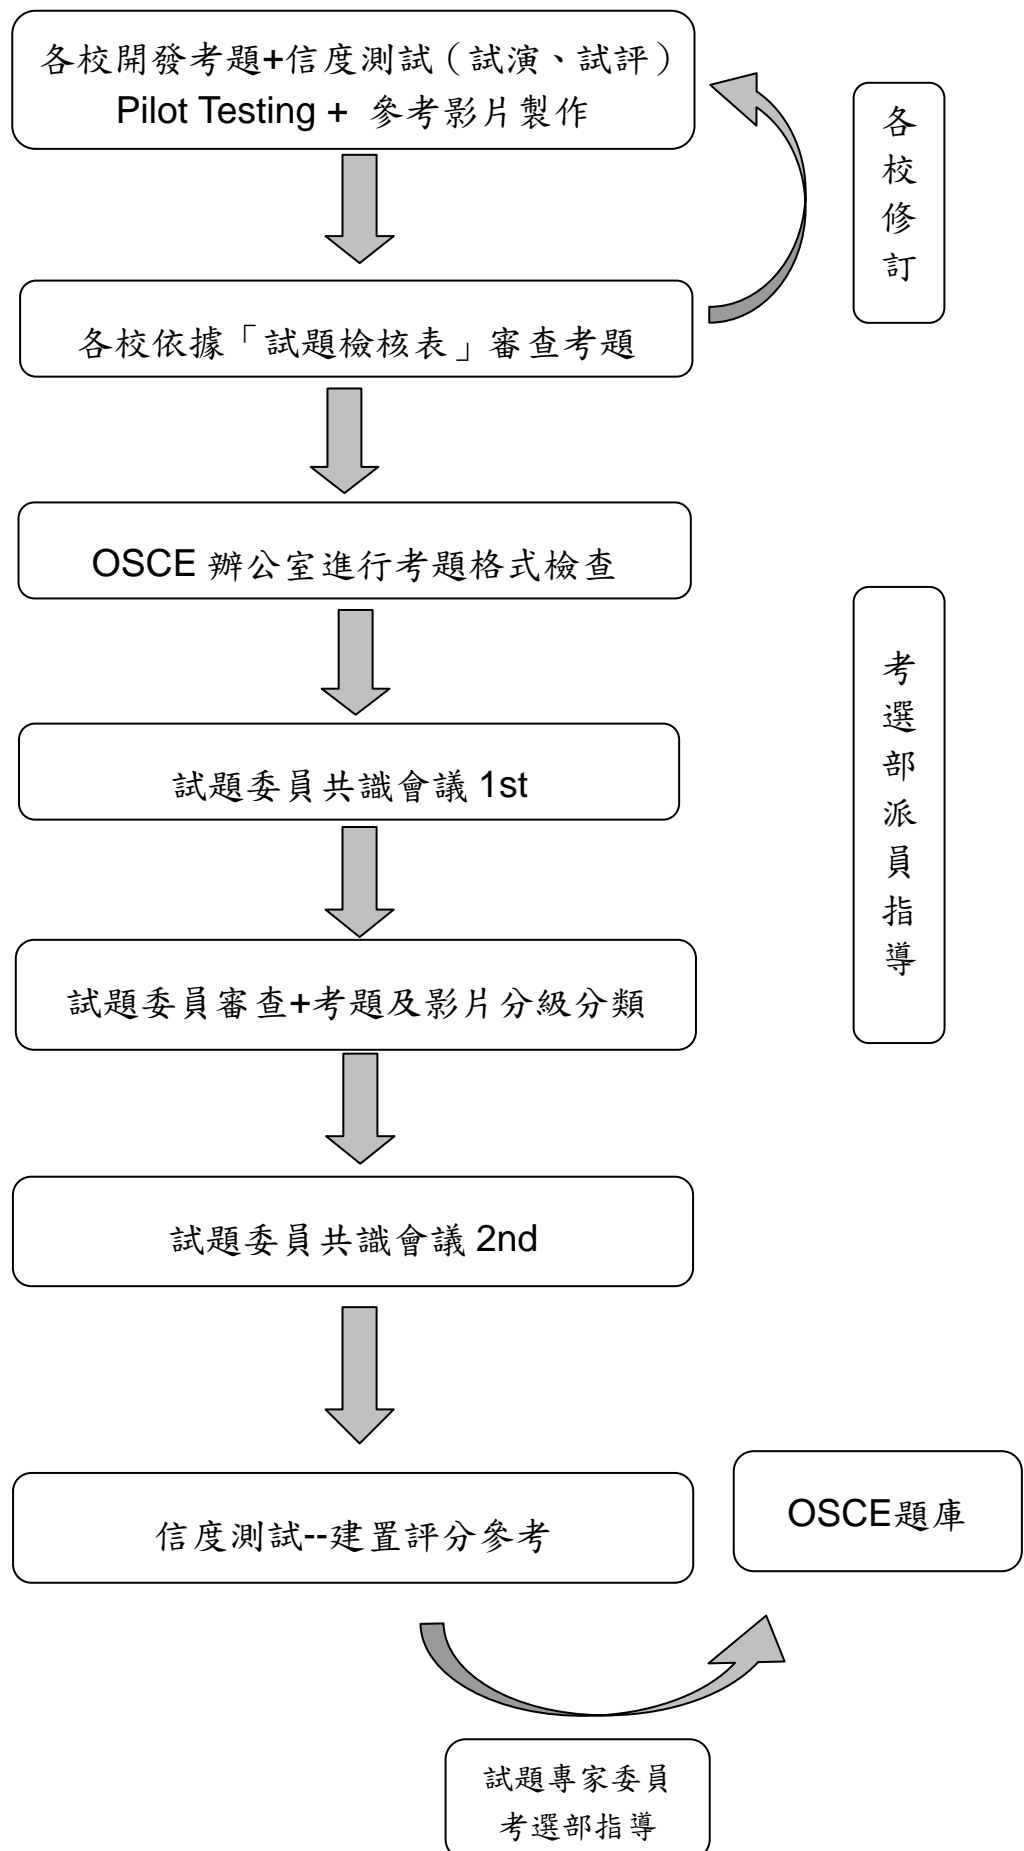 各校開發考題+信度測試（試演、試評）
Pilot Testing + 參考影片製作
各校修訂
各校依據「試題檢核表」審查考題
OSCE 辦公室進行考題格式檢查
考選部派員指導
試題委員共識會議 1st
試題委員審查+考題及影片分級分類
試題委員共識會議 2nd
信度測試--建置評分參考
OSCE題庫
試題專家委員
考選部指導